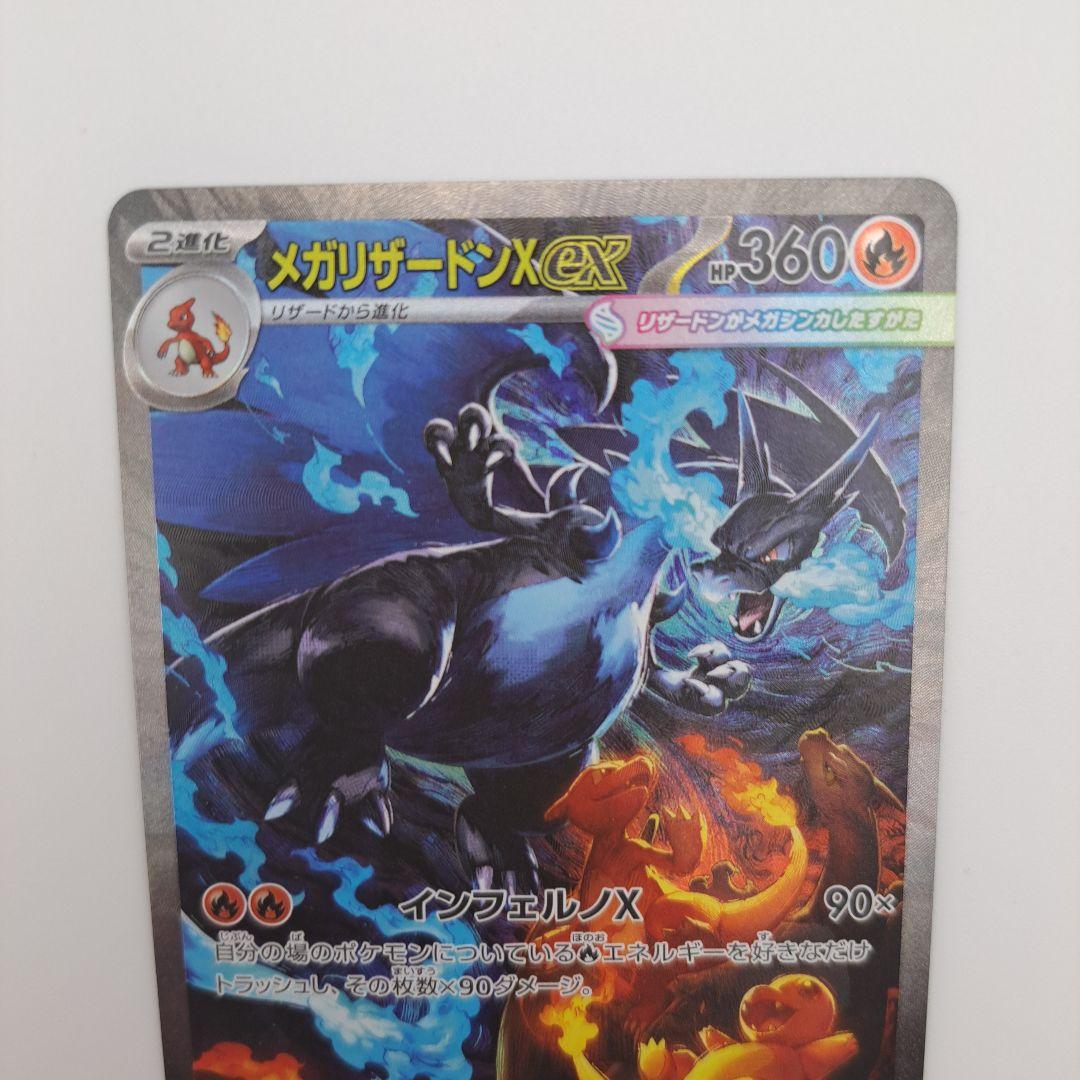 2進化
メガリザードンXex
HP360
リザードから進化
リザードンがメガシンカしたすがた
インフェルノX 90×
自分の場のポケモンについているエネルギーを好きなだけ
トラッシュし、その枚数×90ダメージ。